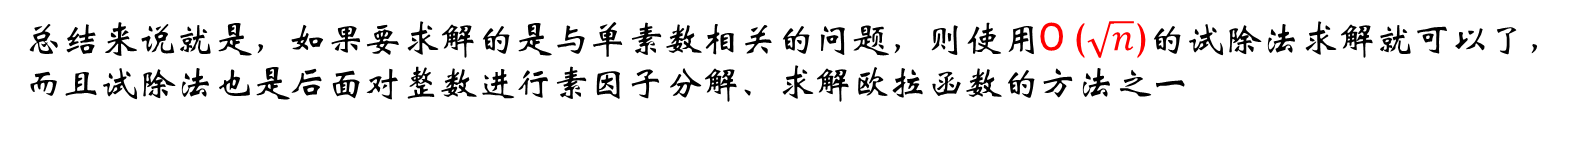 总结来说就是，如果要求解的是与单素数相关的问题，则使用O (√n)的试除法求解就可以了，
而且试除法也是后面对整数进行素因子分解、求解欧拉函数的方法之一